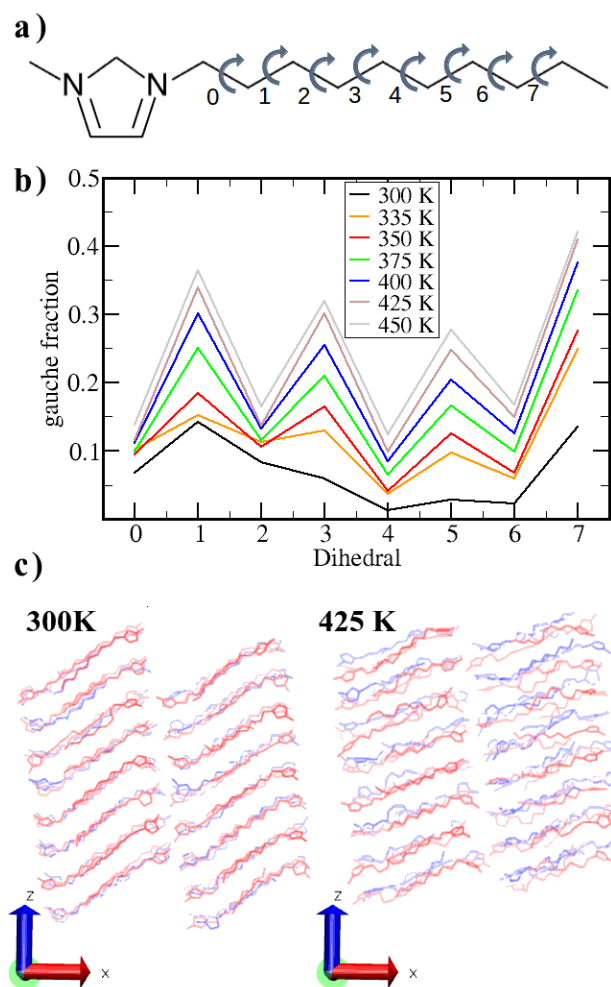 a)
N
N
0 1 2 3 4 5 6 7
b)
0.5
0.4
0.3
0.2
0.1
gauche fraction
300 K
335 K
350 K
375 K
400 K
425 K
450 K
0 1 2 3 4 5 6 7
Dihedral
c)
300K
425 K
Z
X
Z
X